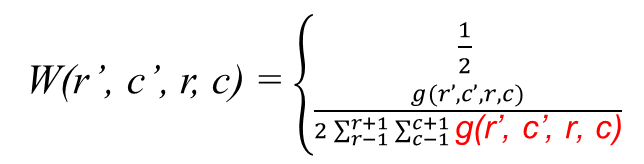 W(r’, c’, r, c) = {
1/2
g(r',c',r,c)
2 ∑_{r−1}^{r+1} ∑_{c−1}^{c+1} g(r’, c’, r, c)